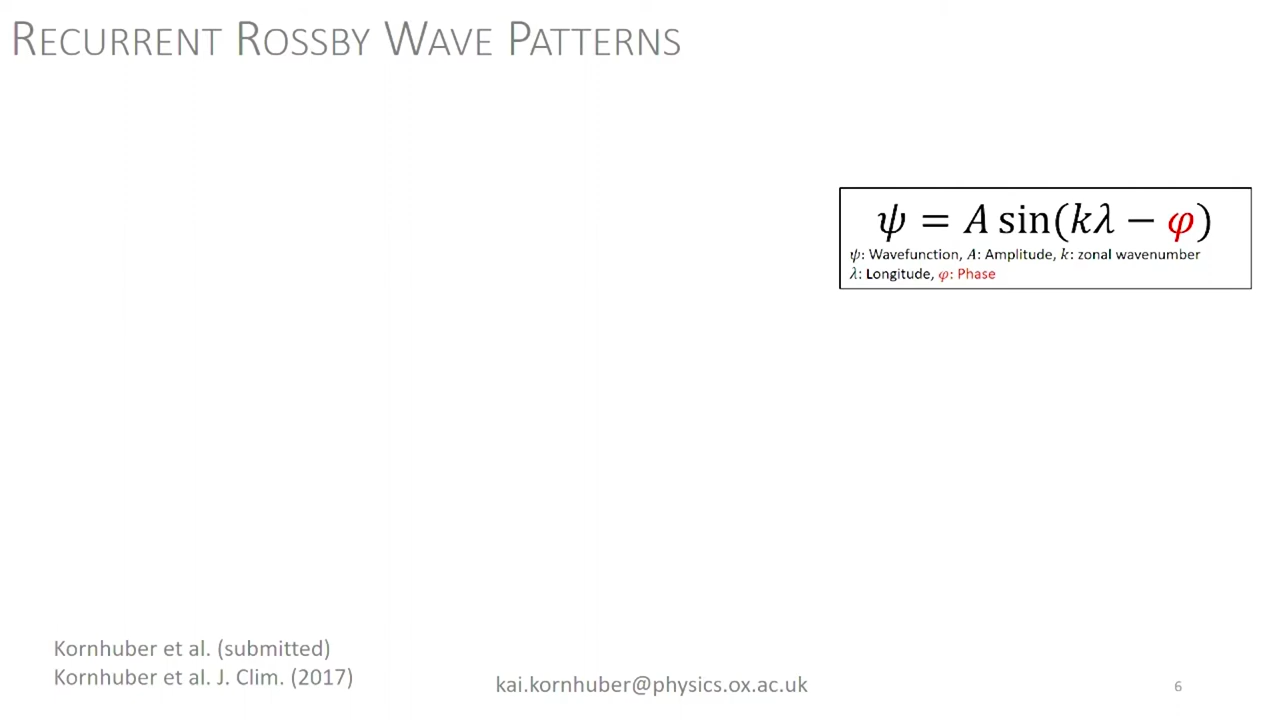 RECURRENT ROSSBY WAVE PATTERNS
ψ = A sin(kλ − φ)
ψ: Wavefunction, A: Amplitude, k: zonal wavenumber
λ: Longitude, φ: Phase
Kornhuber et al. (submitted)
Kornhuber et al. J. Clim. (2017)
kai.kornhuber@physics.ox.ac.uk
6